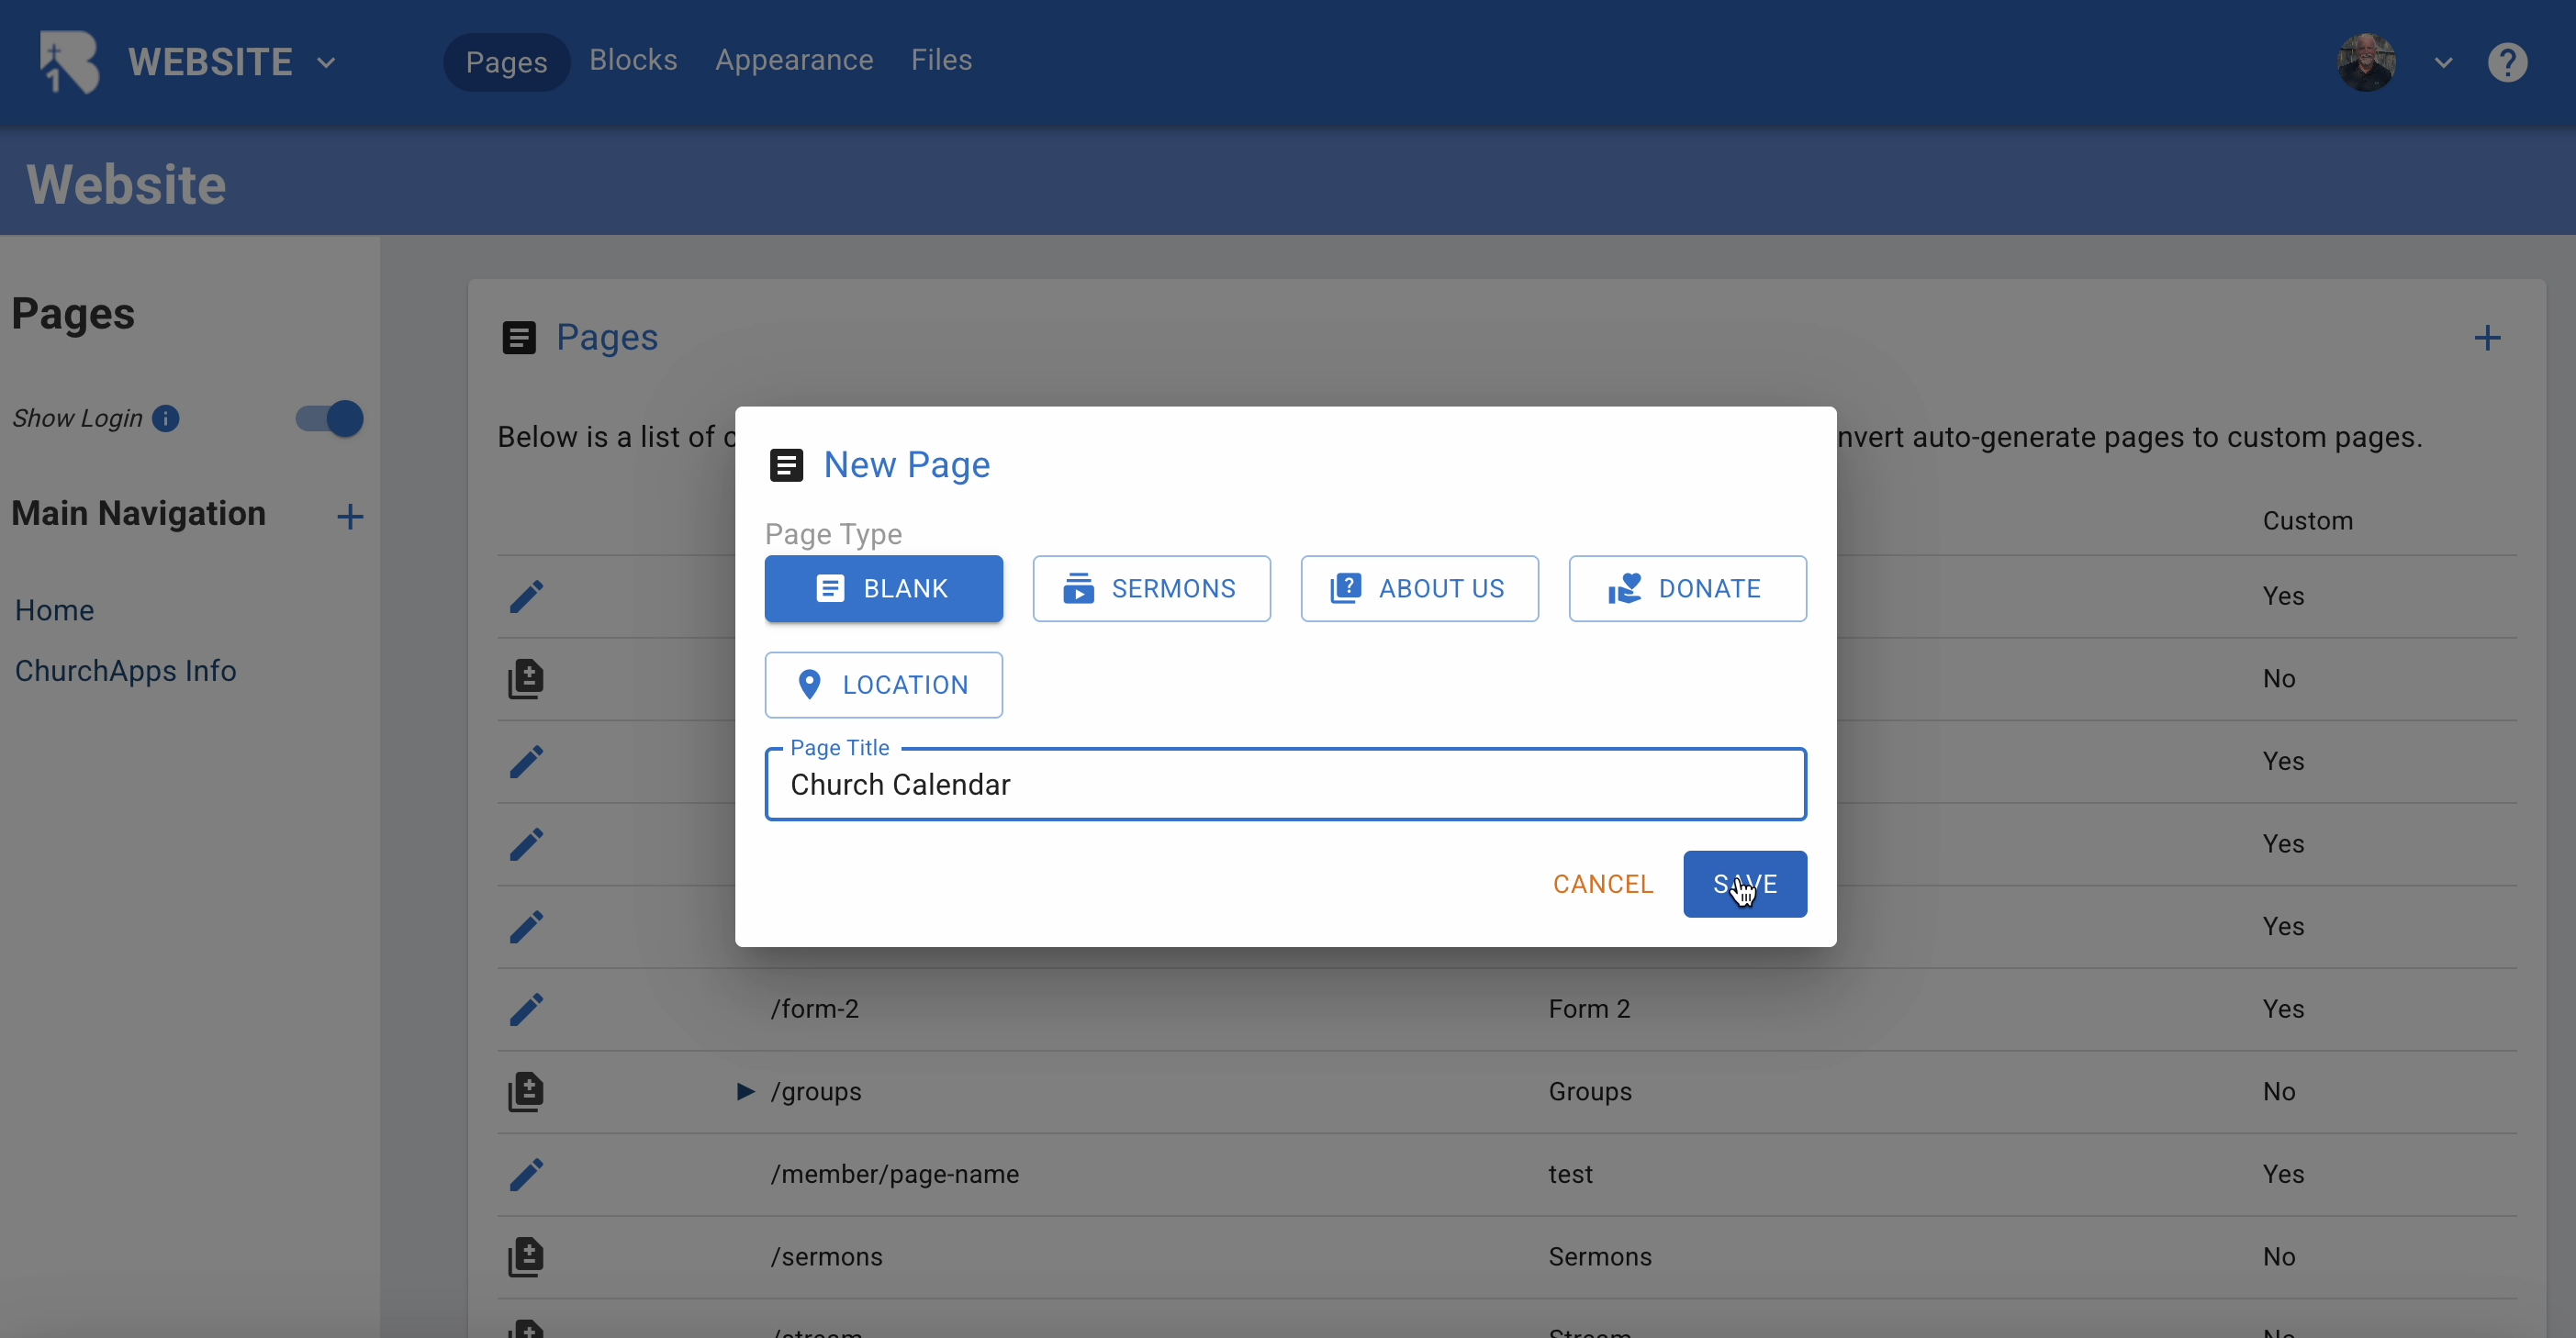 WEBSITE
Pages
Blocks
Appearance
Files
Website
Pages
Show Login
Main Navigation
Home
ChurchApps Info
Pages
Below is a list of
nvert auto-generate pages to custom pages.
Custom
Yes
No
Yes
Yes
Yes
New Page
Page Type
BLANK
SERMONS
ABOUT US
DONATE
LOCATION
Page Title
Church Calendar
CANCEL
SAVE
/form-2 Form 2 Yes
/groups Groups No
/member/page-name test Yes
/sermons Sermons No